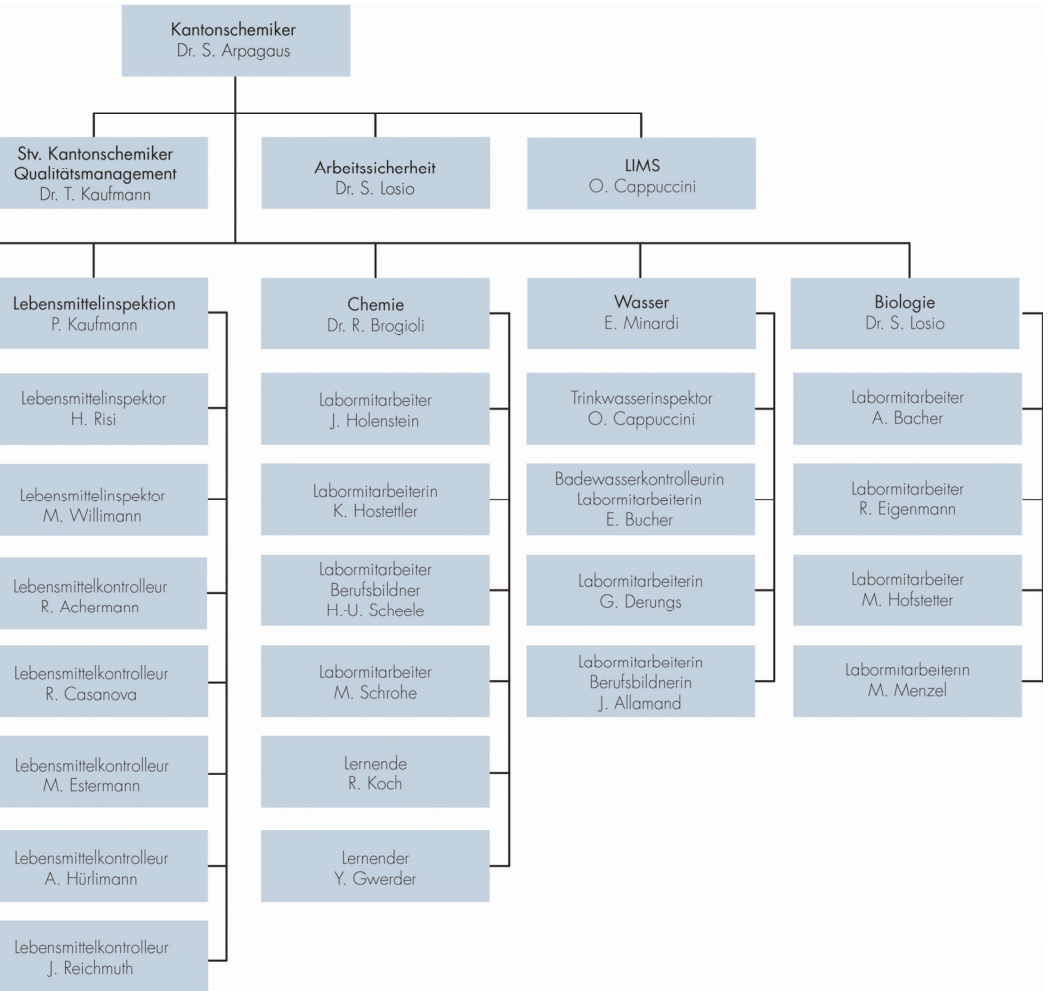 Kantonschemiker
Dr. S. Arpagaus
Stv. Kantonschemiker
Qualitätsmanagement
Dr. T. Kaufmann
Arbeitssicherheit
Dr. S. Losio
LIMS
O. Cappuccini
Lebensmittelinspektion
P. Kaufmann
Lebensmittelinspektor
H. Risi
Lebensmittelinspektor
M. Willimann
Lebensmittelkontrolleur
R. Achermann
Lebensmittelkontrolleur
R. Casanova
Lebensmittelkontrolleur
M. Estermann
Lebensmittelkontrolleur
A. Hürlimann
Lebensmittelkontrolleur
J. Reichmuth
Chemie
Dr. R. Brogioli
Labormitarbeiter
J. Holenstein
Labormitarbeiterin
K. Hostettler
Labormitarbeiter
Berufsbildner
H.-U. Scheele
Labormitarbeiter
M. Schrohe
Lernende
R. Koch
Lernender
Y. Gwerder
Wasser
E. Minardi
Trinkwasserinspektor
O. Cappuccini
Badewasserkontrolleurin
Labormitarbeiterin
E. Bucher
Labormitarbeiterin
G. Derungs
Labormitarbeiterin
Berufsbildnerin
J. Allamand
Biologie
Dr. S. Losio
Labormitarbeiter
A. Bacher
Labormitarbeiter
R. Eigenmann
Labormitarbeiter
M. Hofstetter
Labormitarbeiterin
M. Menzel